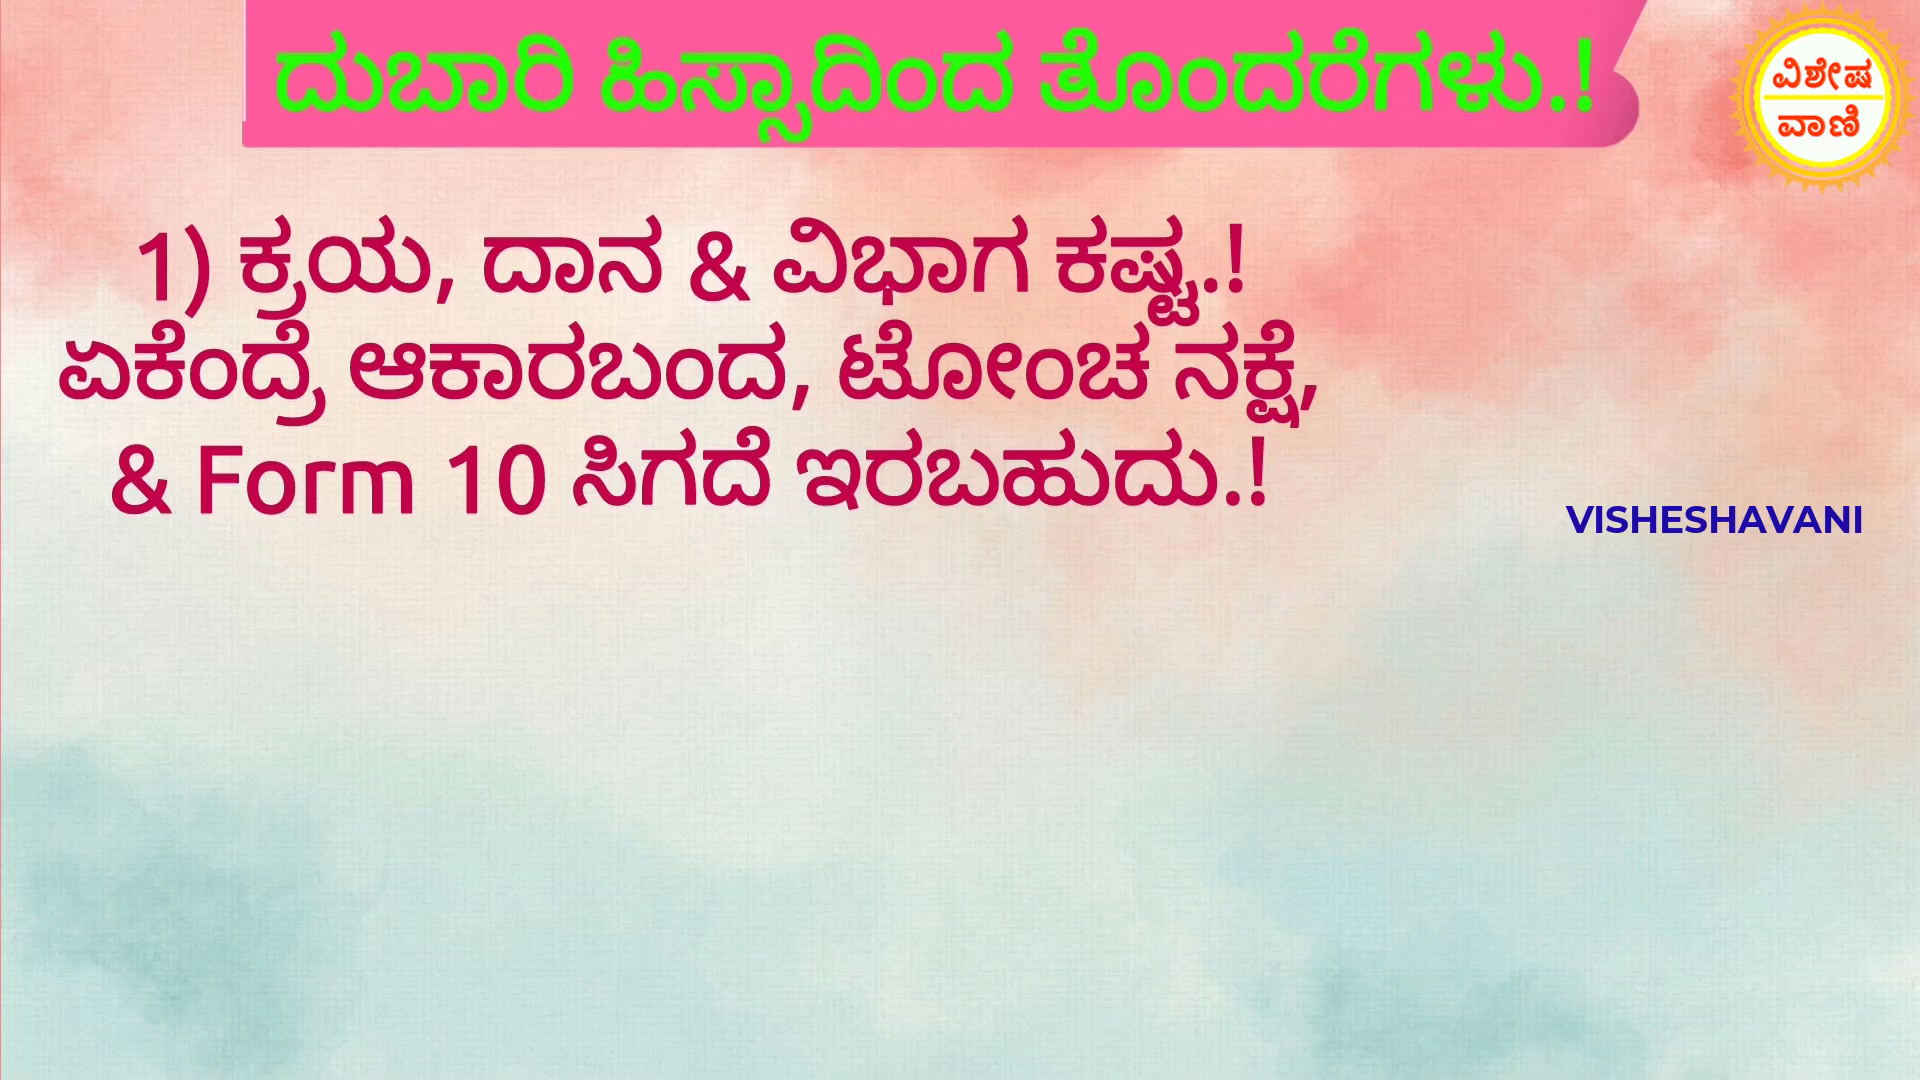 ದುಬಾರಿ ಹಿಸ್ಸಾದಿಂದ ತೊಂದರೆಗಳು.!
ವಿಶೇಷ
ವಾಣಿ
1) ಕ್ರಯ, ದಾನ & ವಿಭಾಗ ಕಷ್ಟ.!
ಏಕೆಂದ್ರೆ ಆಕಾರಬಂದ, ಟೋಂಚ ನಕ್ಷೆ,
& Form 10 ಸಿಗದೆ ಇರಬಹುದು.!
VISHESHAVANI